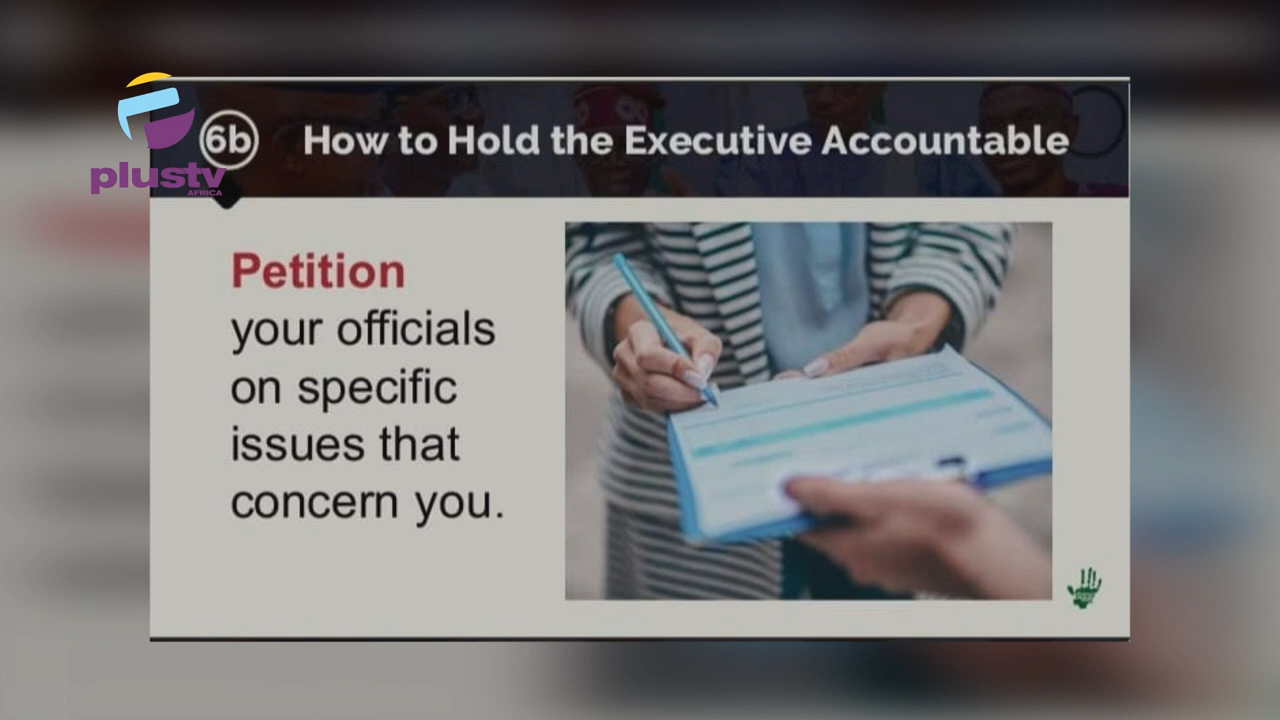 plustv
AFRICA
6b How to Hold the Executive Accountable
Petition
your officials
on specific
issues that
concern you.